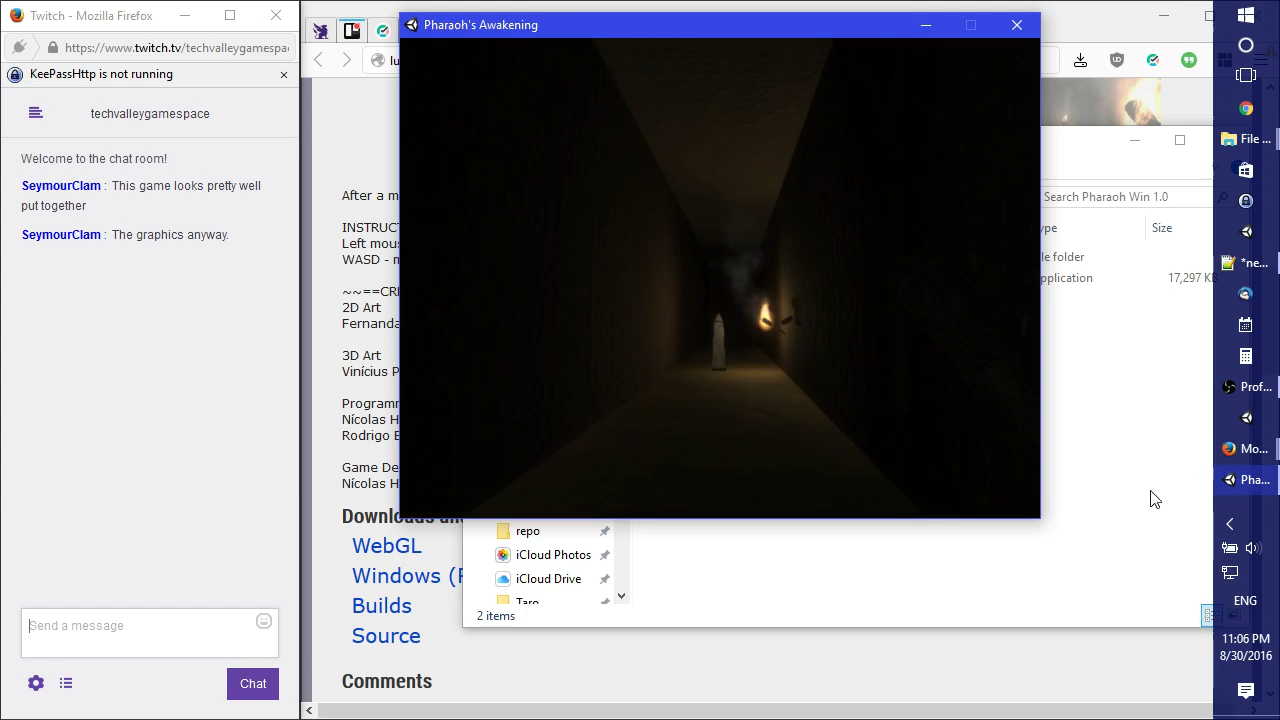 Twitch - Mozilla Firefox
https://www.twitch.tv/techvalleygamespa
KeePassHttp is not running
techvalleygamespace
Welcome to the chat room!
SeymourClam : This game looks pretty well
put together
SeymourClam : The graphics anyway.
Send a message
Chat
Pharaoh's Awakening
lu
After a m
INSTRUCT
Left mous
WASD - m
~~==CRE
2D Art
Fernanda
3D Art
Vinícius P
Programm
Nícolas H
Rodrigo B
Game De
Nícolas H
Downloads an
WebGL
Windows (P
Builds
Source
Comments
Search Pharaoh Win 1.0
ype
Size
le folder
pplication
17,297 KB
repo
iCloud Photos
iCloud Drive
Taro
2 items
File ...
*ne...
Prof...
Mo...
Pha...
ENG
11:06 PM
8/30/2016